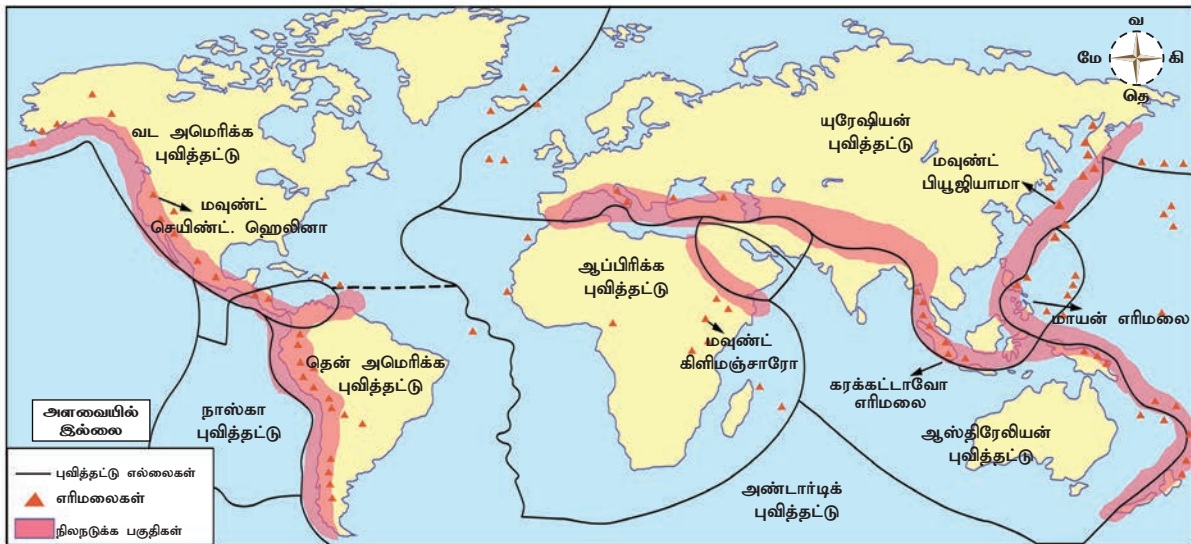 வ
மே
கி
தெ
வட அமெரிக்க
புவித்தட்டு
யுரேஷியன்
புவித்தட்டு
மவுண்ட்
பியூஜியாமா
மவுண்ட்
செயிண்ட். ஹெலினா
ஆப்பிரிக்க
புவித்தட்டு
மாயன் எரிமலை
மவுண்ட்
கிளிமஞ்சாரோ
தென் அமெரிக்க
புவித்தட்டு
கரக்கட்டாவோ
எரிமலை
நாஸ்கா
புவித்தட்டு
அளவையில்
இல்லை
ஆஸ்திரேலியன்
புவித்தட்டு
அண்டார்டிக்
புவித்தட்டு
புவித்தட்டு எல்லைகள்
எரிமலைகள்
நிலநடுக்க பகுதிகள்